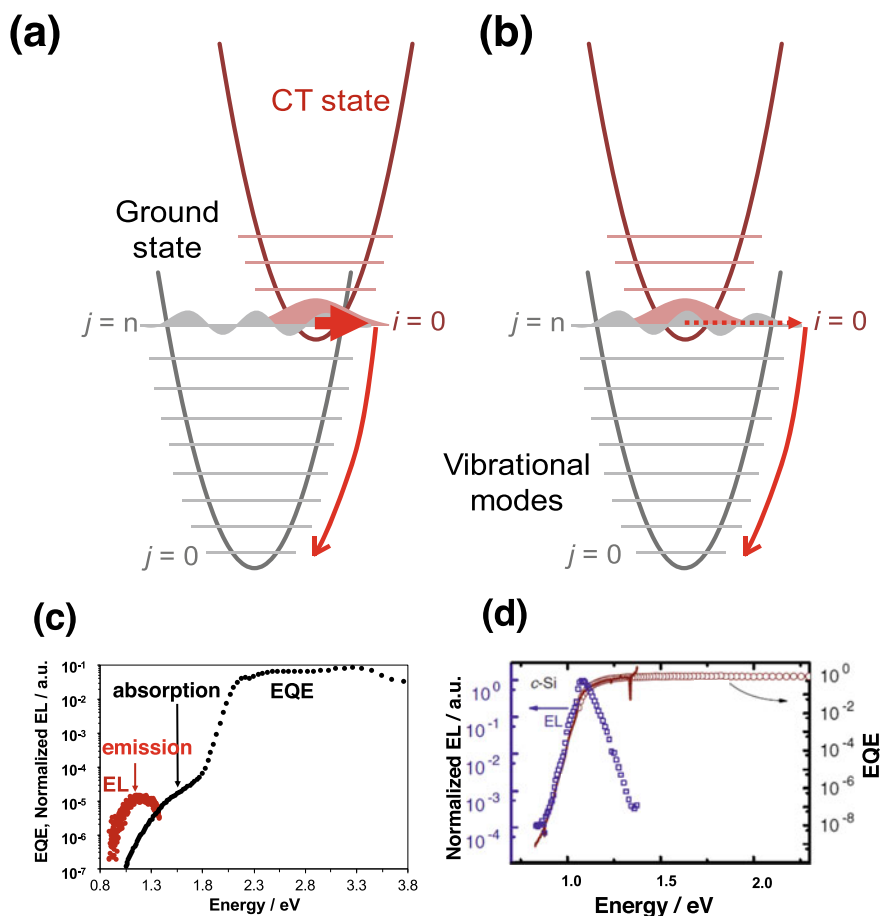 (a)
(b)
CT state
Ground
state
j = n
i = 0
j = n
i = 0
Vibrational
modes
j = 0
j = 0
(c)
(d)
EQE, Normalized EL / a.u.
10-1
10-2
10-3
10-4
10-5
10-6
10-7
absorption
EQE
emission
EL
0.8
1.3
1.8
2.3
2.8
3.3
3.8
Energy / eV
Normalized EL / a.u.
10^0
10^-1
10^-2
10^-3
10^-4
c-Si
EL
10^0
10^-2
10^-4
10^-6
10^-8
EQE
1.0
1.5
2.0
Energy / eV